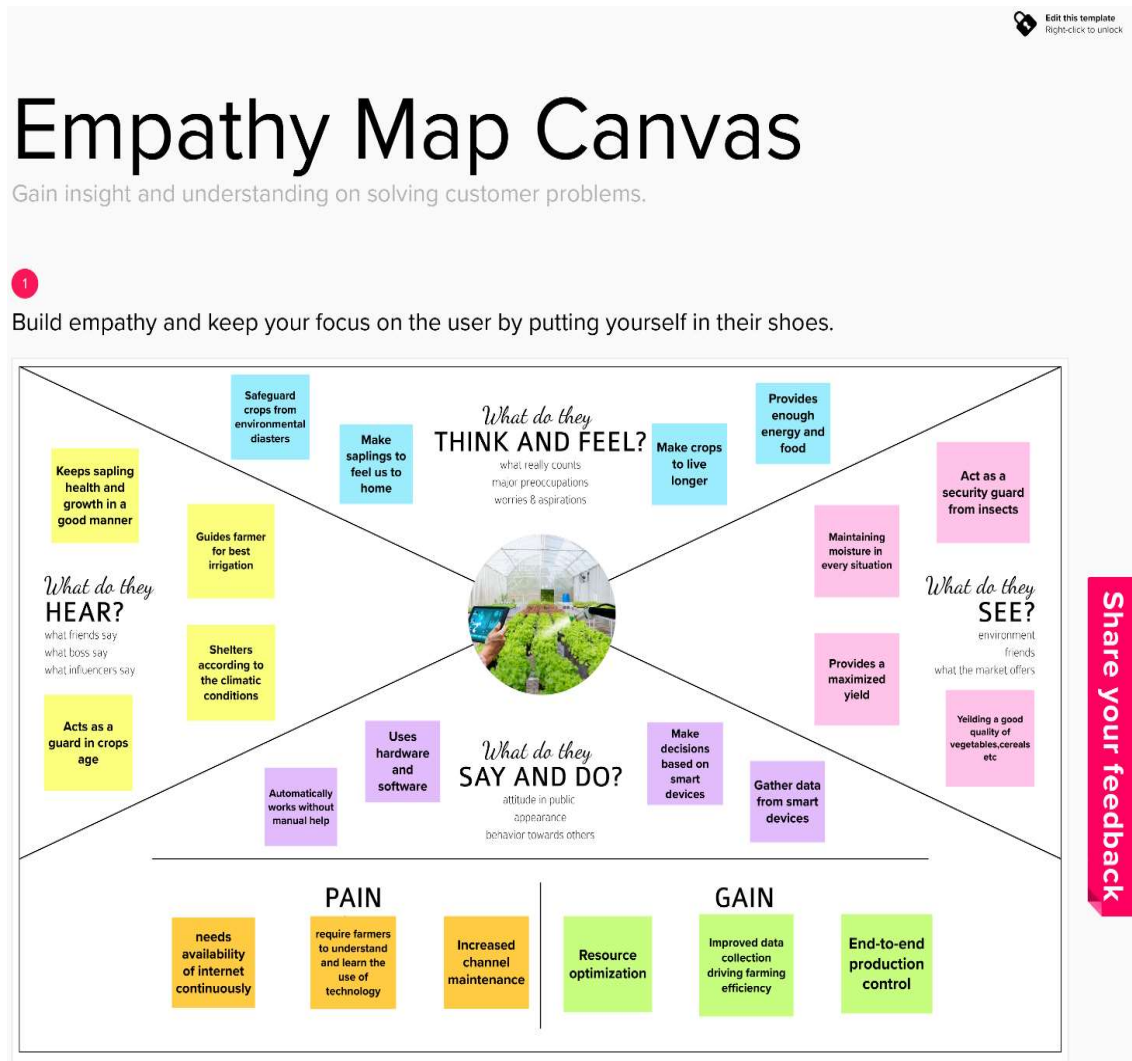 Edit this template
Right-click to unlock
Empathy Map Canvas
Gain insight and understanding on solving customer problems.
1
Build empathy and keep your focus on the user by putting yourself in their shoes.
Safeguard
crops from
environmental
diasters
Make
saplings to
feel us to
home
What do they
THINK AND FEEL?
what really counts
major preoccupations
worries & aspirations
Make crops
to live
longer
Provides
enough
energy and
food
Keeps sapling
health and
growth in a
good manner
Guides farmer
for best
irrigation
What do they
HEAR?
what friends say
what boss say
what influencers say
Shelters
according to
the climatic
conditions
Acts as a
guard in crops
age
Act as a
security guard
from insects
Maintaining
moisture in
every situation
What do they
SEE?
environment
friends
what the market offers
Provides a
maximized
yield
Yeilding a good
quality of
vegetables,cereals
etc
Automatically
works without
manual help
Uses
hardware
and
software
What do they
SAY AND DO?
attitude in public
appearance
behavior towards others
Make
decisions
based on
smart
devices
Gather data
from smart
devices
PAIN
needs
availability
of internet
continuously
require farmers
to understand
and learn the
use of
technology
Increased
channel
maintenance
GAIN
Resource
optimization
Improved data
collection
driving farming
efficiency
End-to-end
production
control
Share your feedback